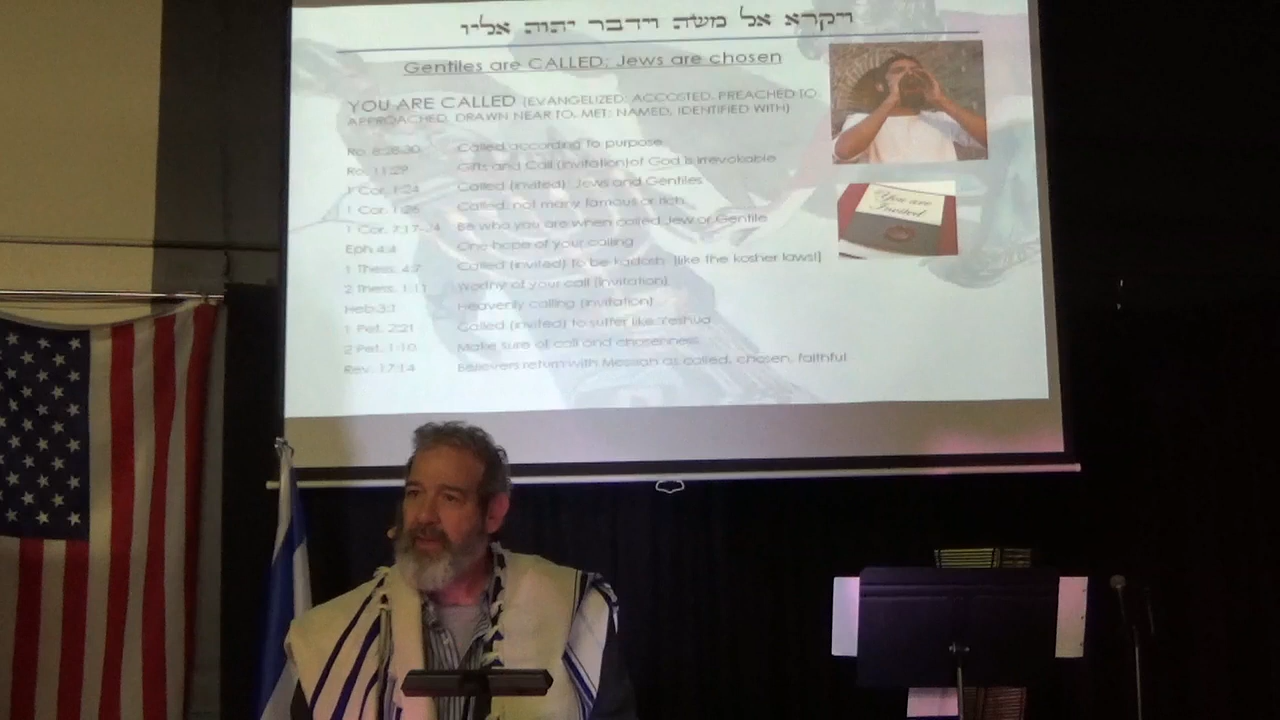 ויקרא אל משה וידבר יהוה אליו
Gentiles are CALLED; Jews are chosen
YOU ARE CALLED (EVANGELIZED; ACCOSTED, PREACHED TO,
APPROACHED, DRAWN NEAR TO, MET; NAMED, IDENTIFIED WITH)
Ro. 8:28-30 Called according to purpose
Ro. 11:29 Gifts and Call (invitation)of God is irrevokable
1 Cor. 1:24 Called (invited): Jews and Gentiles
1 Cor. 1:26 Called: not many famous or rich
1 Cor. 7:17-24 Be who you are when called Jew or Gentile
Eph 4:4 One hope of your calling
1 Thess. 4:7 Called (invited) to be kadosh (like the kosher laws!)
2 Thess. 1:11 Worthy of your call (invitation)
Heb 3:1 Heavenly calling (invitation)
1 Pet. 2:21 Called (invited) to suffer like Yeshua
2 Pet. 1:10 Make sure of call and chosenness
Rev. 17:14 Believers return with Messiah as called, chosen, faithful
You are
Invited